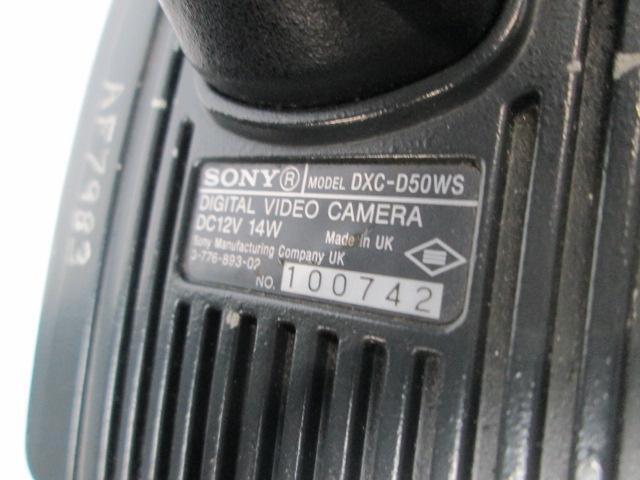 SONY® MODEL DXC-D50WS
DIGITAL VIDEO CAMERA
DC12V 14W Made in UK
Sony Manufacturing Company UK
3-776-893-02
NO. 100742
AF7983